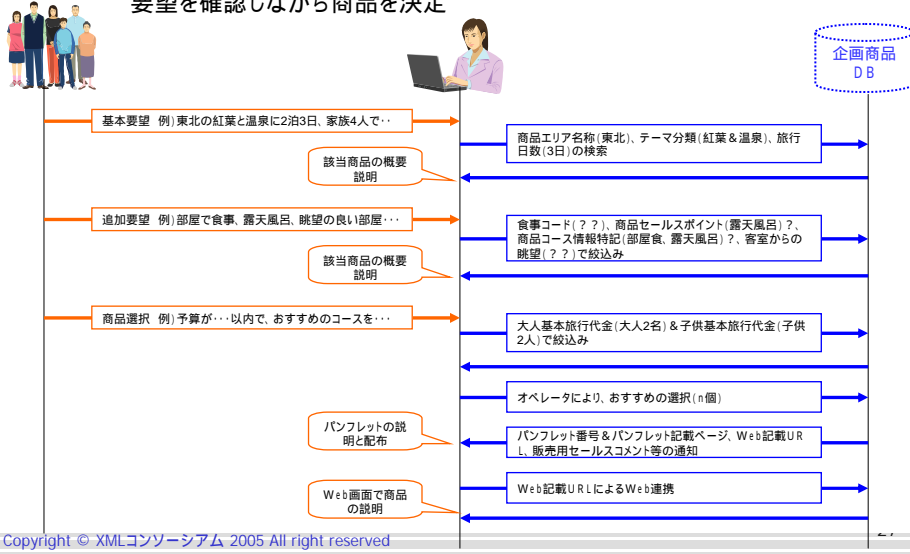 要望を確認しながら商品を決定
企画商品
DB
基本要望 例)東北の紅葉と温泉に2泊3日、家族4人で‥
商品エリア名称(東北)、テーマ分類(紅葉＆温泉)、旅行
日数(3日)の検索
該当商品の概要
説明
追加要望 例)部屋で食事、露天風呂、眺望の良い部屋･･･
食事コード(？？)、商品セールスポイント(露天風呂)？、
商品コース情報特記(部屋食、露天風呂)？、客室からの
眺望(？？)で絞込み
該当商品の概要
説明
商品選択 例)予算が･･･以内で、おすすめのコースを･･･
大人基本旅行代金(大人2名)＆子供基本旅行代金(子供
2人)で絞込み
オペレータにより、おすすめの選択(n個)
パンフレットの説
明と配布
パンフレット番号＆パンフレット記載ページ、Web記載UR
L、販売用セールスコメント等の通知
Web記載URLによるWeb連携
Web画面で商品
の説明
Copyright © XMLコンソーシアム 2005 All right reserved